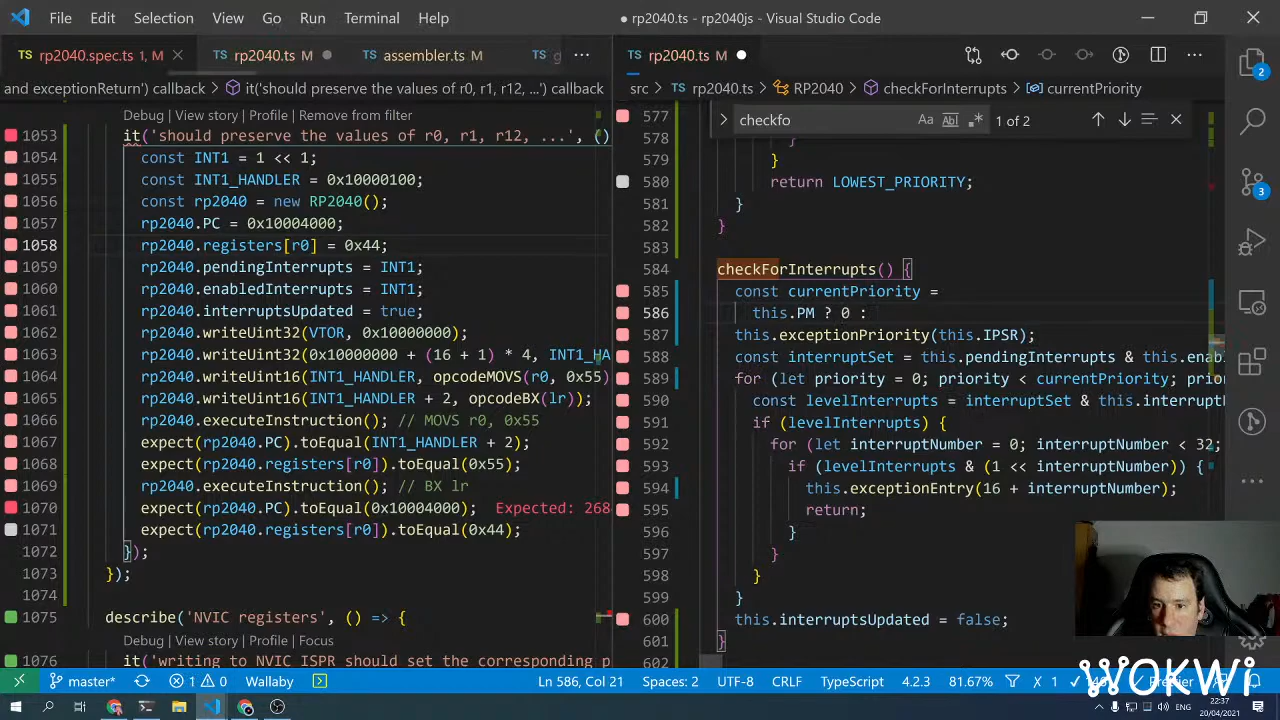 File Edit Selection View Go Run Terminal Help
● rp2040.ts - rp2040js - Visual Studio Code
TS rp2040.spec.ts 1, M
TS rp2040.ts M
TS assembler.ts M
TS
TS rp2040.ts M
and exceptionReturn') callback > it('should preserve the values of r0, r1, r12, ...') callback
src > TS rp2040.ts > RP2040 > checkForInterrupts > currentPriority
checkfo
Aa
1 of 2
Debug | View story | Profile | Remove from filter
1053 it('should preserve the values of r0, r1, r12, ...', ()
1054 const INT1 = 1 << 1;
1055 const INT1_HANDLER = 0x10000100;
1056 const rp2040 = new RP2040();
1057 rp2040.PC = 0x10004000;
1058 rp2040.registers[r0] = 0x44;
1059 rp2040.pendingInterrupts = INT1;
1060 rp2040.enabledInterrupts = INT1;
1061 rp2040.interruptsUpdated = true;
1062 rp2040.writeUint32(VTOR, 0x10000000);
1063 rp2040.writeUint32(0x10000000 + (16 + 1) * 4, INT1_HA
1064 rp2040.writeUint16(INT1_HANDLER, opcodeMOVS(r0, 0x55)
1065 rp2040.writeUint16(INT1_HANDLER + 2, opcodeBX(lr));
1066 rp2040.executeInstruction(); // MOVS r0, 0x55
1067 expect(rp2040.PC).toEqual(INT1_HANDLER + 2);
1068 expect(rp2040.registers[r0]).toEqual(0x55);
1069 rp2040.executeInstruction(); // BX lr
1070 expect(rp2040.PC).toEqual(0x10004000); Expected: 268
1071 expect(rp2040.registers[r0]).toEqual(0x44);
1072 });
1073 });
1074
1075 describe('NVIC registers', () => {
Debug | View story | Profile | Focus
1076 it('writing to NVIC ISPR should set the corresponding p
577
578 }
579 }
580 return LOWEST_PRIORITY;
581 }
582 }
583
584 checkForInterrupts() {
585 const currentPriority =
586 this.PM ? 0 :
587 this.exceptionPriority(this.IPSR);
588 const interruptSet = this.pendingInterrupts & this.enab
589 for (let priority = 0; priority < currentPriority; prio
590 const levelInterrupts = interruptSet & this.interrupt
591 if (levelInterrupts) {
592 for (let interruptNumber = 0; interruptNumber < 32;
593 if (levelInterrupts & (1 << interruptNumber)) {
594 this.exceptionEntry(16 + interruptNumber);
595 return;
596 }
597 }
598 }
599 }
600 this.interruptsUpdated = false;
601 }
602
2
3
master* 1 0 Wallaby
Ln 586, Col 21 Spaces: 2 UTF-8 CRLF TypeScript 4.2.3 81.67%
WOKWi
ENG
22:37
20/04/2021